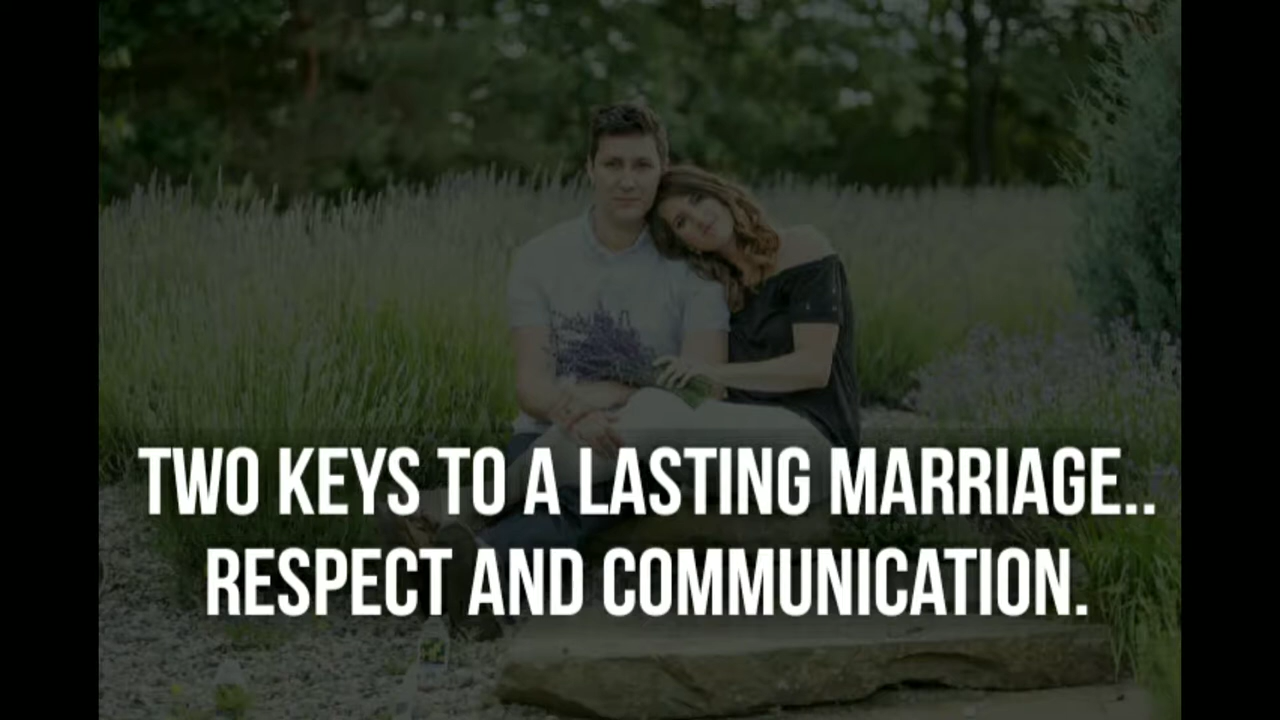 TWO KEYS TO A LASTING MARRIAGE..
RESPECT AND COMMUNICATION.